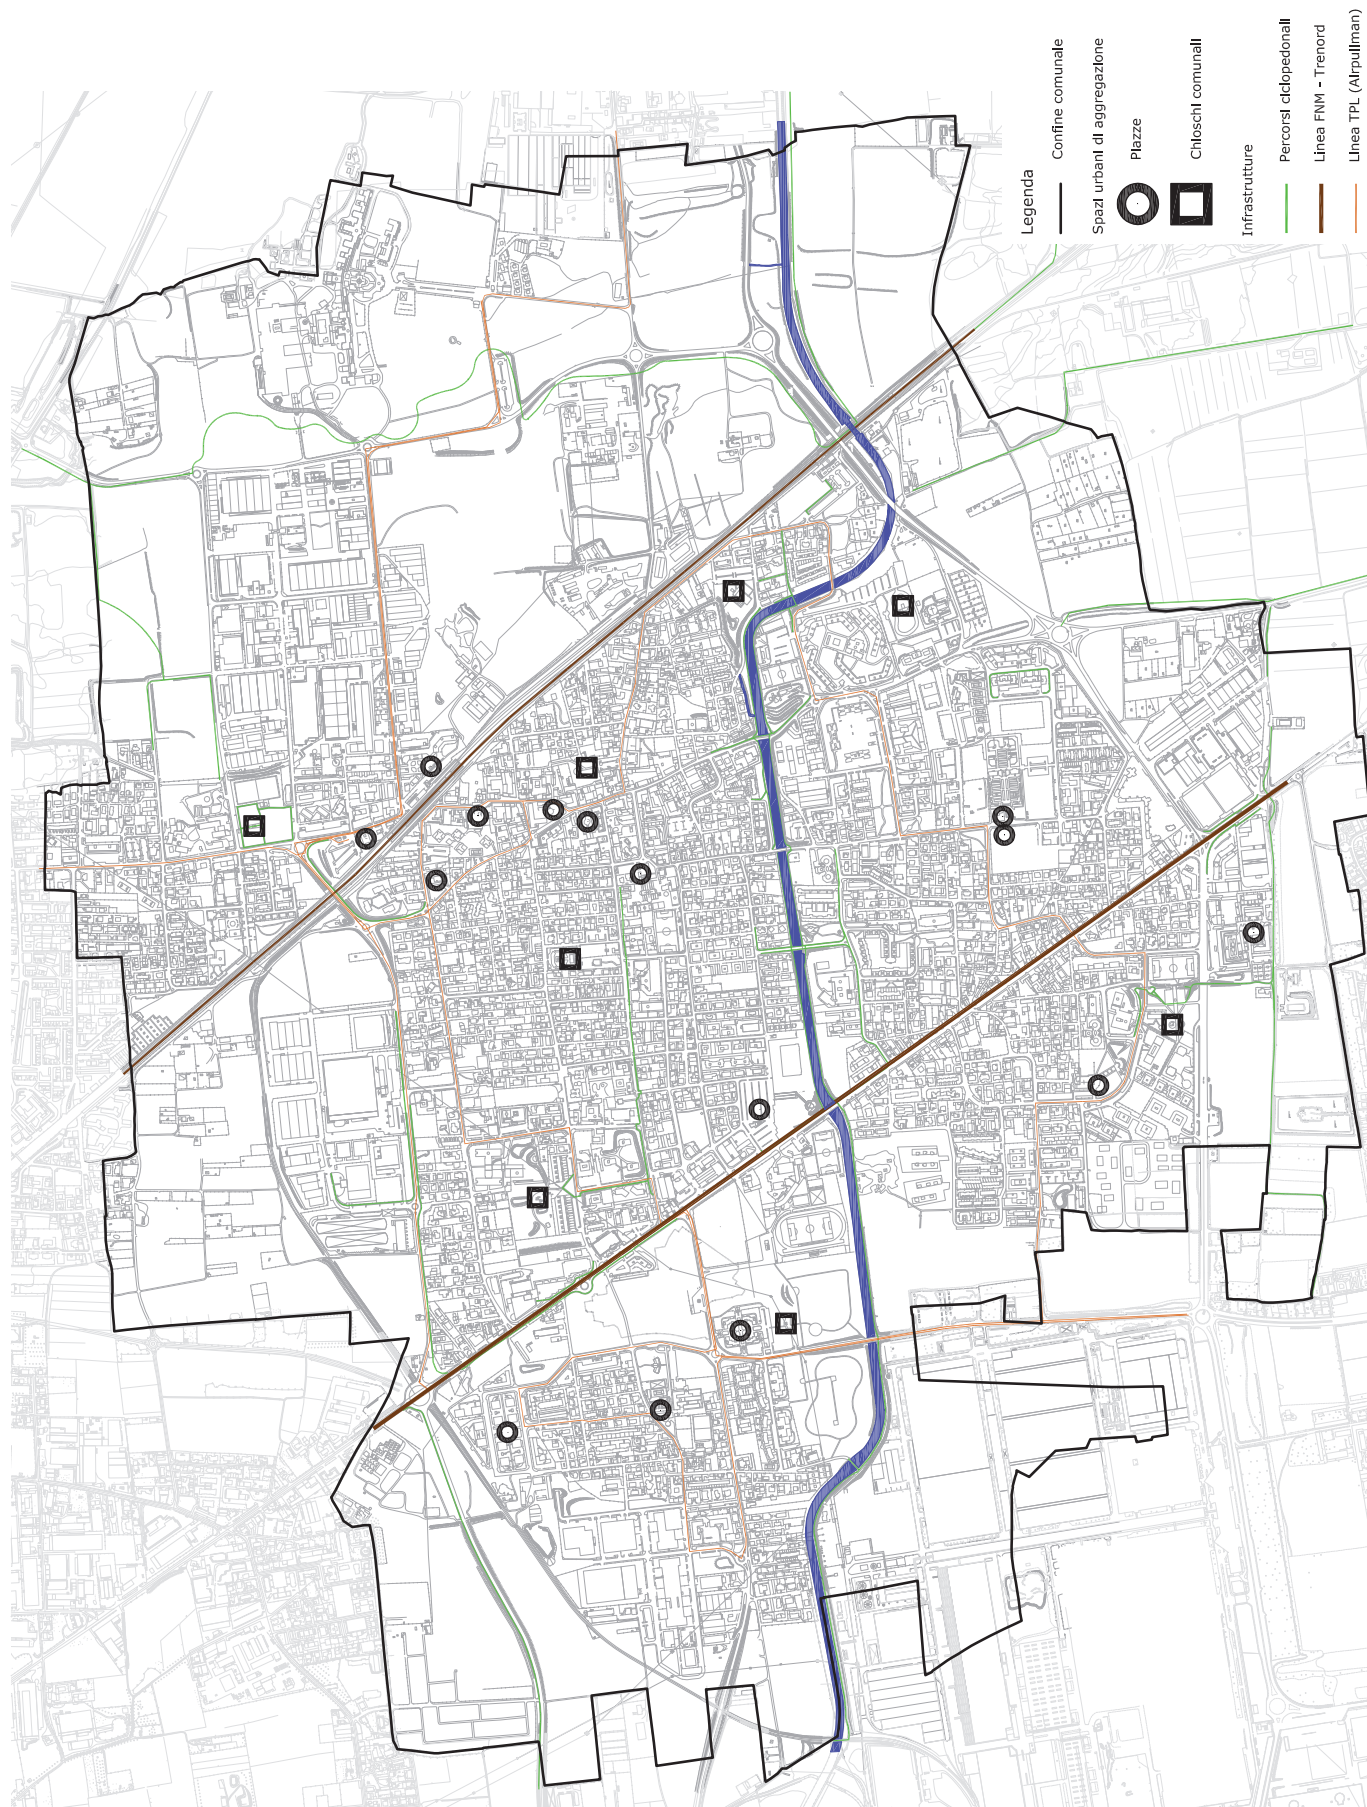 Legenda
Confine comunale
Spazi urbani di aggregazione
Piazze
Chioschi comunali
Infrastrutture
Percorsi ciclopedonali
Linea FNM - Trenord
Linea TPL (Airpullman)